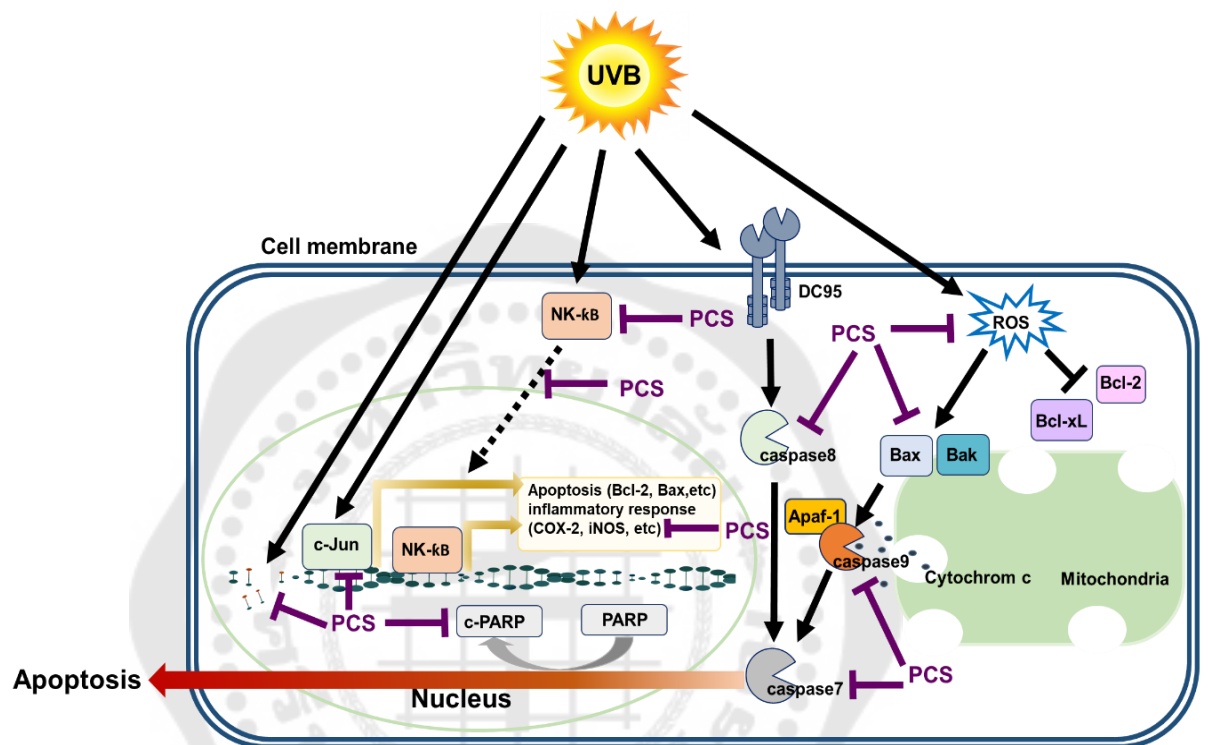 UVB
Cell membrane
DC95
NK-ƙB
PCS
PCS
ROS
PCS
Bcl-2
Bcl-xL
caspase8
Bax
Bak
Apoptosis (Bcl-2, Bax,etc)
inflammatory response
(COX-2, iNOS, etc)
PCS
Apaf-1
c-Jun
NK-ƙB
caspase9
Cytochrom c
Mitochondria
PCS
c-PARP
PARP
PCS
caspase7
Apoptosis
Nucleus